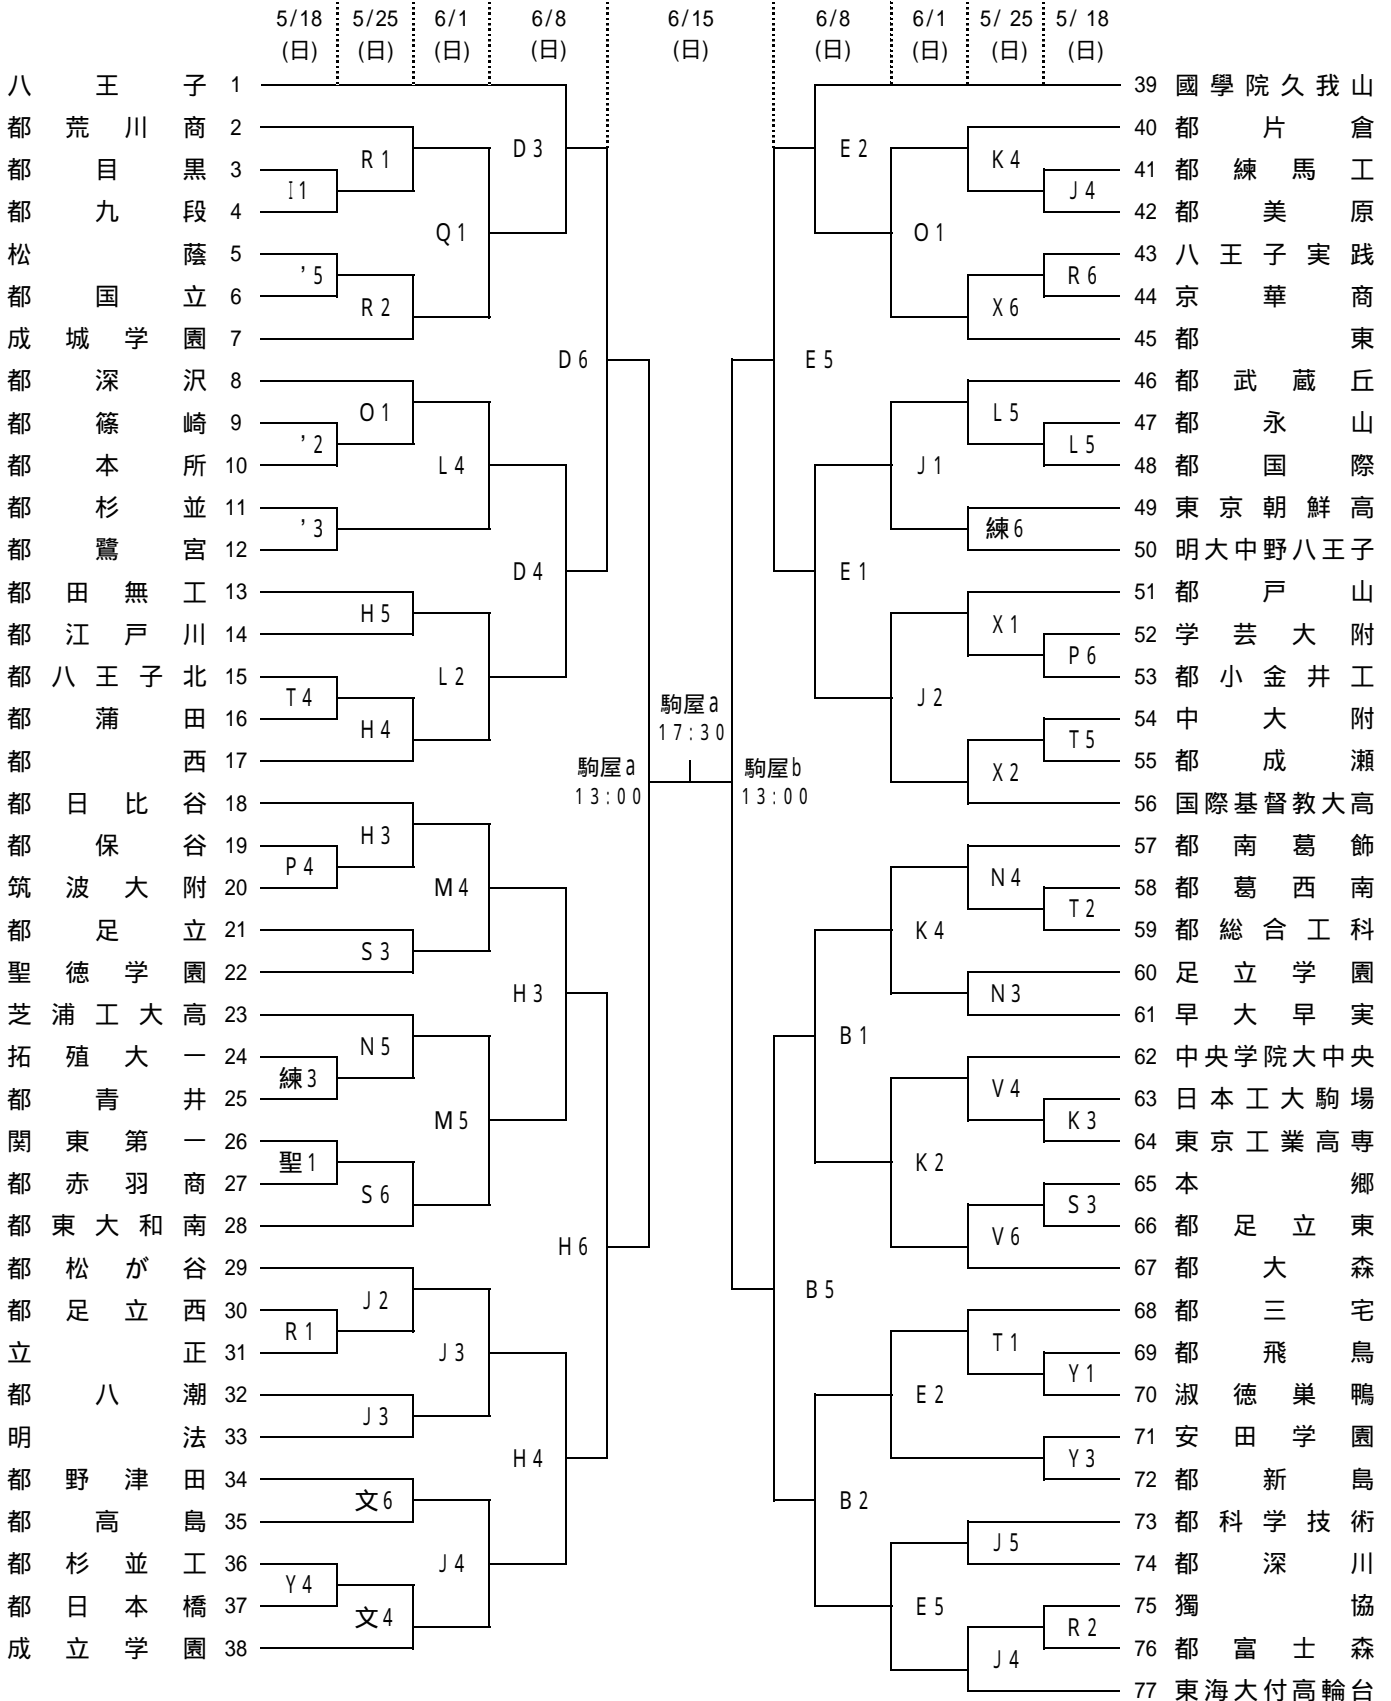 5/18 5/25 6/1 6/8 6/15 6/8 6/1 5/25 5/18
(日) (日) (日) (日) (日) (日) (日) (日) (日)
八王子 1 39 國學院久我山
都荒川商 2 40 都片倉
D3 E2
R1 K4
都目黒 3 41 都練馬工
I1 J4
都九段 4 42 都美原
Q1 O1
松蔭 5 43 八王子実践
'5 R6
都国立 6 44 京華商
R2 X6
成城学園 7 45 都東
D6 E5
都深沢 8 46 都武蔵丘
O1 L5
都篠崎 9 47 都永山
'2 L5
都本所 10 48 都国際
L4 J1
都杉並 11 49 東京朝鮮高
'3 練6
都鷺宮 12 50 明大中野八王子
D4 E1
都田無工 13 51 都戸山
H5 X1
都江戸川 14 52 学芸大附
P6
都八王子北 15 53 都小金井工
T4 L2 J2
都蒲田 16 54 中大附
H4 T5
駒屋a
17:30
都西 17 55 都成瀬
X2
駒屋a 駒屋b
13:00 13:00
都日比谷 18 56 国際基督教大高
H3
都保谷 19 57 都南葛飾
P4 N4
筑波大附 20 58 都葛西南
M4 T2
都足立 21 59 都総合工科
S3 K4
聖徳学園 22 60 足立学園
H3 N3
芝浦工大高 23 61 早大早実
N5 B1
拓殖大一 24 62 中央学院大中央
練3 V4
都青井 25 63 日本工大駒場
M5 K3
関東第一 26 64 東京工業高専
聖1 K2
都赤羽商 27 65 本郷
S6 S3
都東大和南 28 66 都足立東
H6 V6
都松が谷 29 67 都大森
J2 B5
都足立西 30 68 都三宅
R1 T1
立正 31 69 都飛鳥
J3 Y1
都八潮 32 70 淑徳巣鴨
J3 E2
明法 33 71 安田学園
H4 Y3
都野津田 34 72 都新島
文6 B2
都高島 35 73 都科学技術
J5
都杉並工 36 74 都深川
Y4 J4
都日本橋 37 75 獨協
文4 E5 R2
成立学園 38 76 都富士森
J4
77 東海大付高輪台